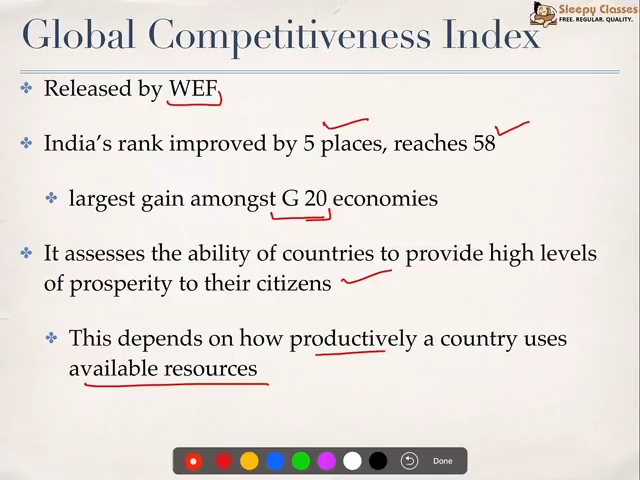 Sleepy Classes
FREE. REGULAR. QUALITY.
Global Competitiveness Index
Released by WEF
India's rank improved by 5 places, reaches 58
largest gain amongst G 20 economies
It assesses the ability of countries to provide high levels
of prosperity to their citizens
This depends on how productively a country uses
available resources
Done